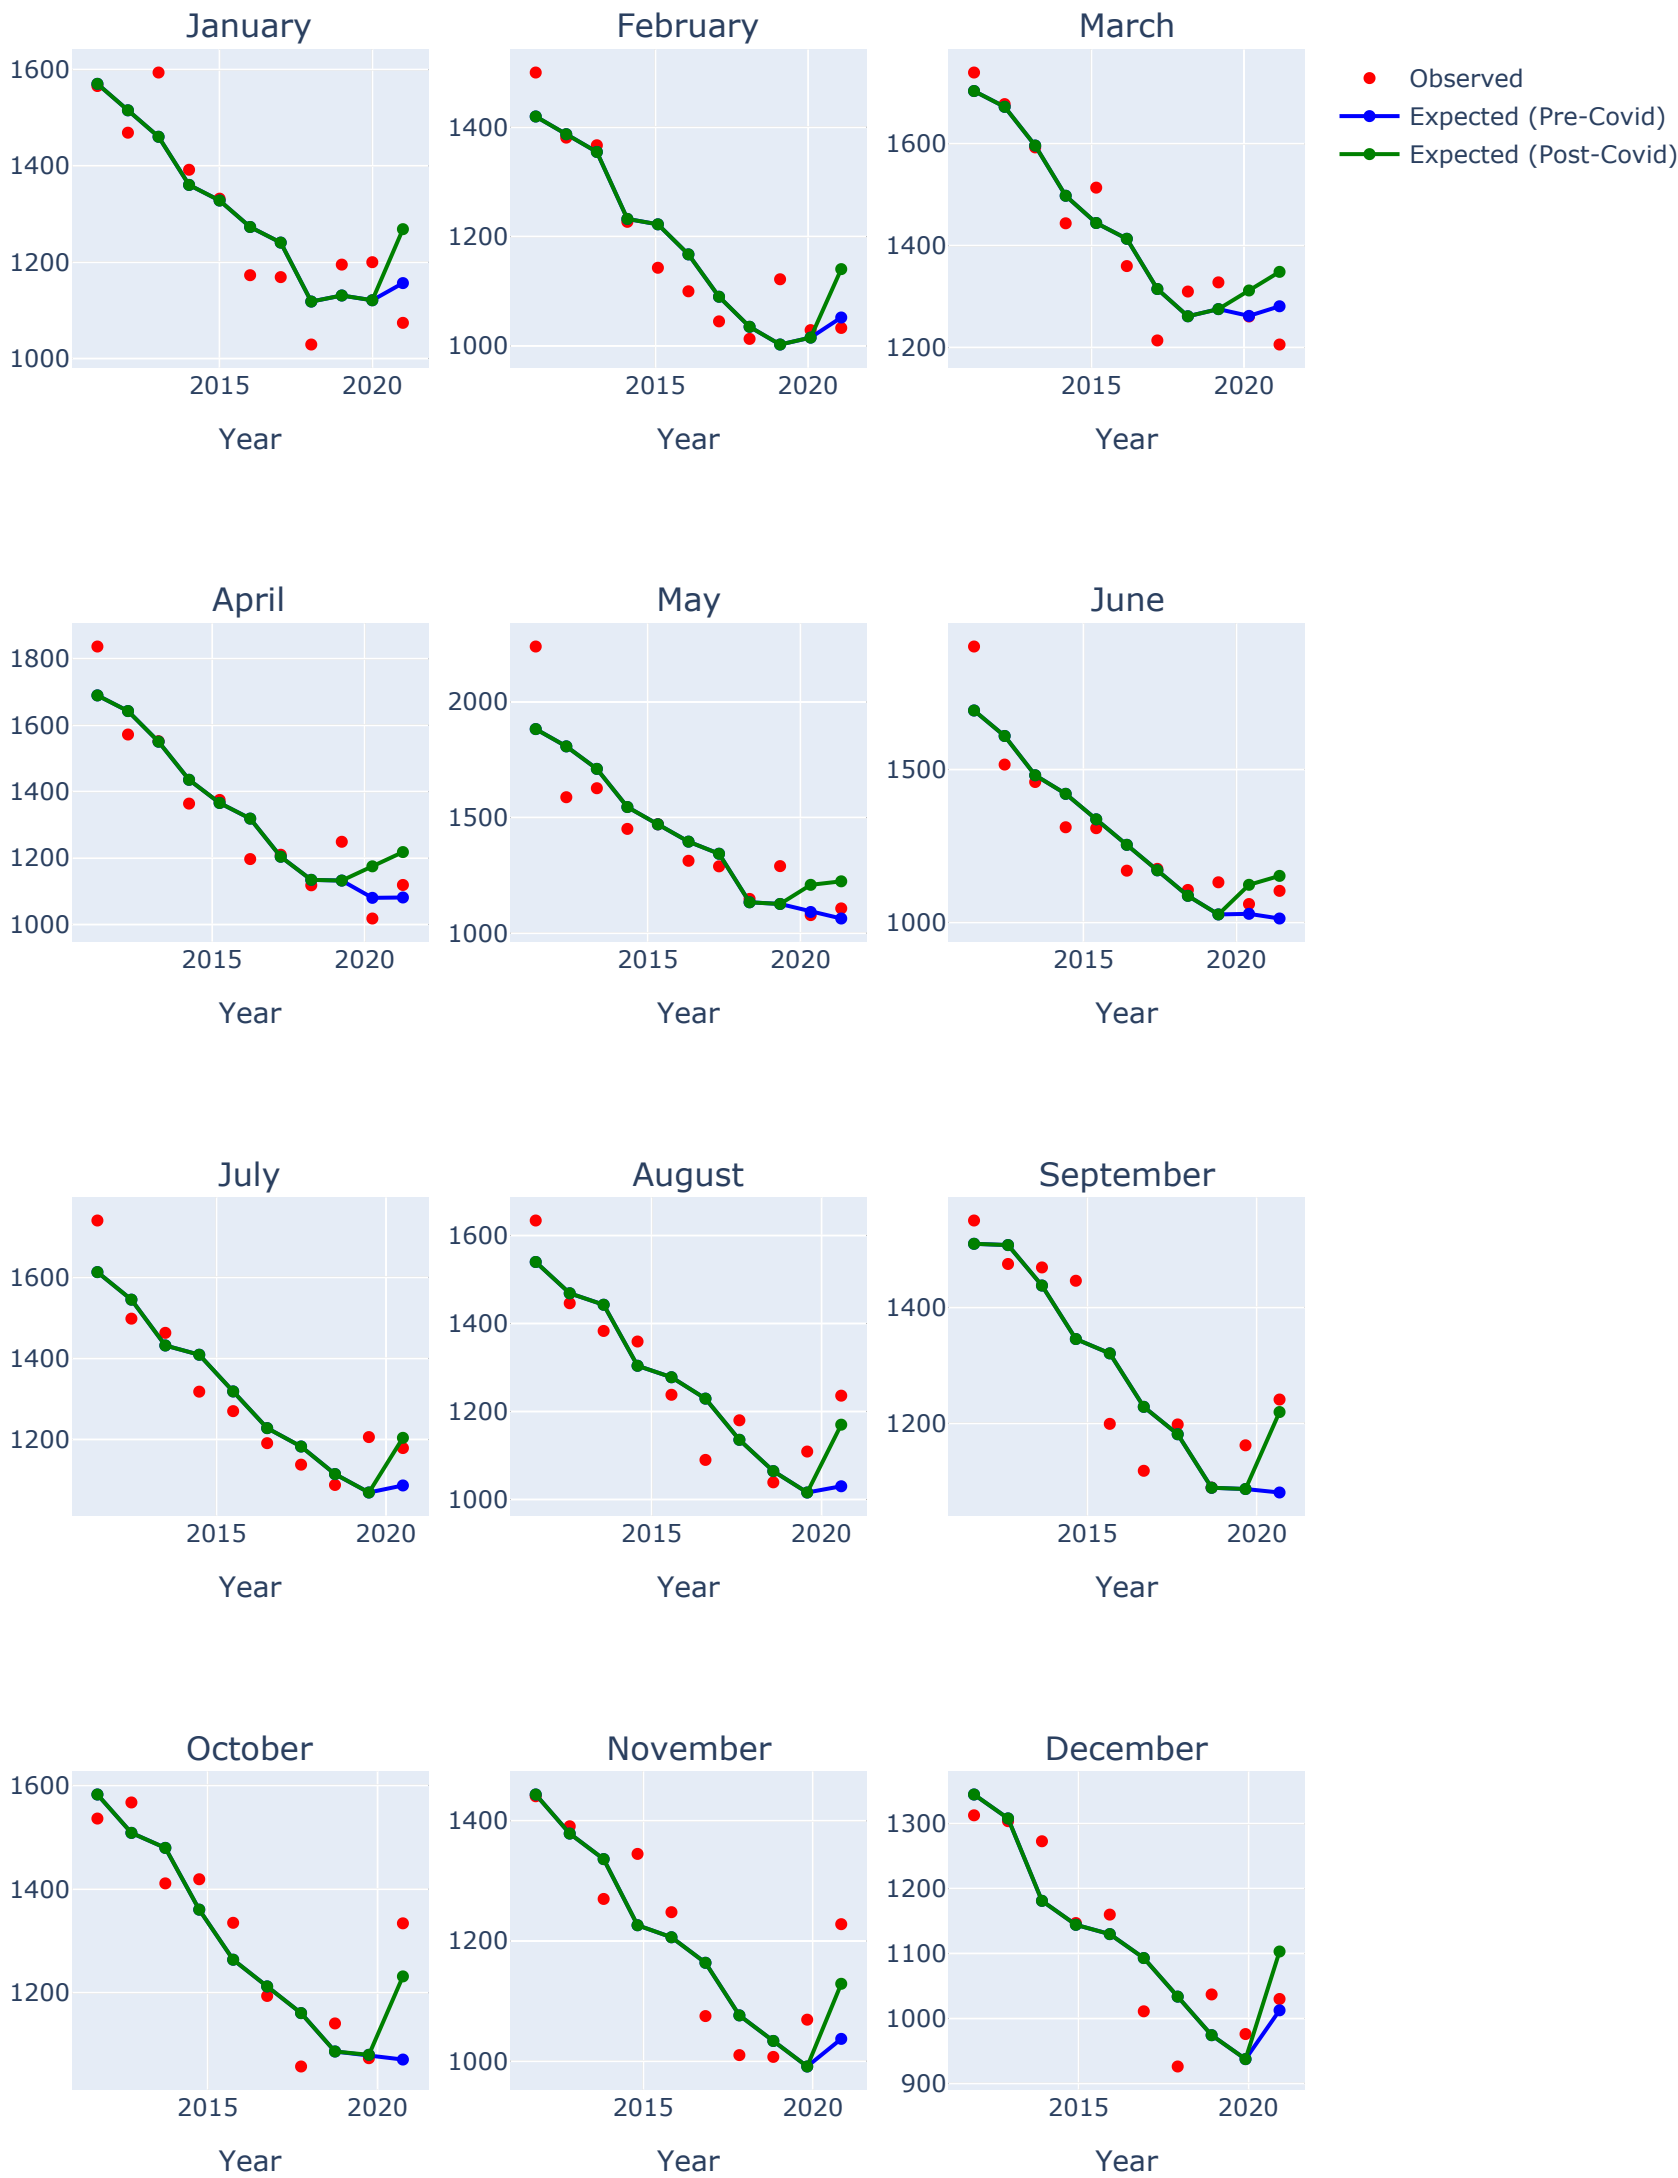 January
February
March
Observed
Expected (Pre-Covid)
Expected (Post-Covid)
1600
1400
1200
1000
2015
2020
Year
1400
1200
1000
2015
2020
Year
1600
1400
1200
2015
2020
Year
April
May
June
1800
1600
1400
1200
1000
2015
2020
Year
2000
1500
1000
2015
2020
Year
1500
1000
2015
2020
Year
July
August
September
1600
1400
1200
2015
2020
Year
1600
1400
1200
1000
2015
2020
Year
1400
1200
2015
2020
Year
October
November
December
1600
1400
1200
2015
2020
Year
1400
1200
1000
2015
2020
Year
1300
1200
1100
1000
900
2015
2020
Year